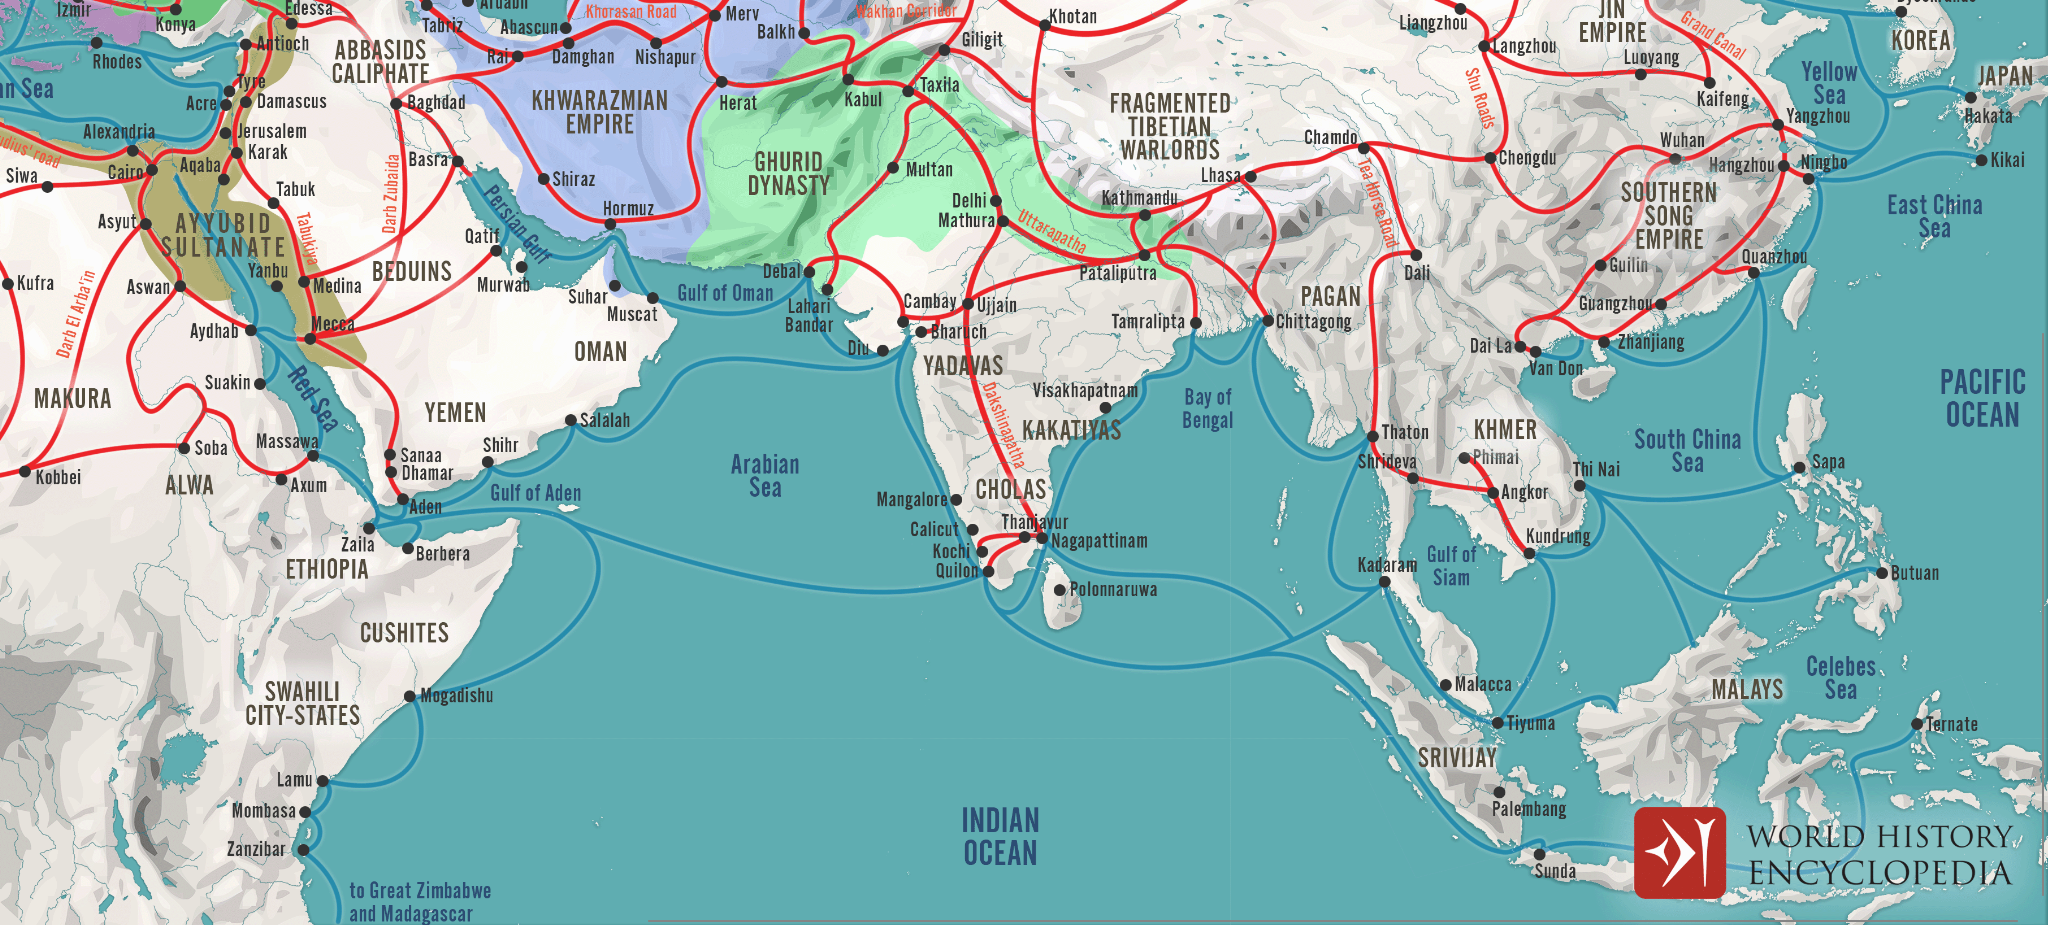 Izmir
Konya
Edessa
Tabriz
Ardabil
Abascun
Khorasan Road
Merv
Balkh
Wakhan Corridor
Khotan
Liangzhou
JIN
EMPIRE
Grand Canal
KOREA
Rhodes
Antioch
ABBASIDS
CALIPHATE
Rai
Damghan
Nishapur
Giligit
Langzhou
Luoyang
Yellow
Sea
JAPAN
an Sea
Tyre
Acre
Damascus
Baghdad
KHWARAZMIAN
EMPIRE
Herat
Kabul
Taxila
FRAGMENTED
TIBETIAN
WARLORDS
Shu Roads
Kaifeng
Yangzhou
Hakata
Alexandria
Jerusalem
Karak
dius' road
Cairo
Aqaba
Basra
Darb Zubaida
GHURID
DYNASTY
Multan
Chamdo
Chengdu
Wuhan
Hangzhou
Ningbo
Kikai
Siwa
Tabuk
Shiraz
Persian Gulf
Delhi
Mathura
Lhasa
Kathmandu
Tea Horse Road
SOUTHERN
SONG
EMPIRE
East China
Sea
Asyut
AYYUBID
SULTANATE
Tabukiya
Hormuz
Qatif
Uttarapatha
Kufra
Darb El Arba'in
Aswan
Yanbu
Medina
BEDUINS
Murwab
Suhar
Muscat
Gulf of Oman
Debal
Lahari
Bandar
Pataliputra
PAGAN
Dali
Guilin
Quanzhou
Guangzhou
Aydhab
Mecca
Cambay
Ujjain
Bharuch
Tamralipta
Chittagong
Dai La
Van Don
Zhanjiang
OMAN
Diu
YADAVAS
MAKURA
Suakin
Red Sea
YEMEN
Salalah
Dakshinapatha
Visakhapatnam
KAKATIYAS
Bay of
Bengal
PACIFIC
OCEAN
Soba
Massawa
Sanaa
Dhamar
Shihr
Arabian
Sea
Thaton
Shrideva
KHMER
Phimai
Thi Nai
South China
Sea
Sapa
Kobbei
ALWA
Axum
Aden
Gulf of Aden
Mangalore
CHOLAS
Angkor
Zaila
Berbera
ETHIOPIA
Calicut
Kochi
Quilon
Thanjavur
Nagapattinam
Polonnaruwa
Kadaram
Gulf of
Siam
Kundrung
Butuan
CUSHITES
SWAHILI
CITY-STATES
Mogadishu
Malacca
Tiyuma
MALAYS
Celebes
Sea
Ternate
SRIVIJAY
Lamu
Mombasa
Zanzibar
INDIAN
OCEAN
Palembang
Sunda
to Great Zimbabwe
and Madagascar
WORLD HISTORY
ENCYCLOPEDIA